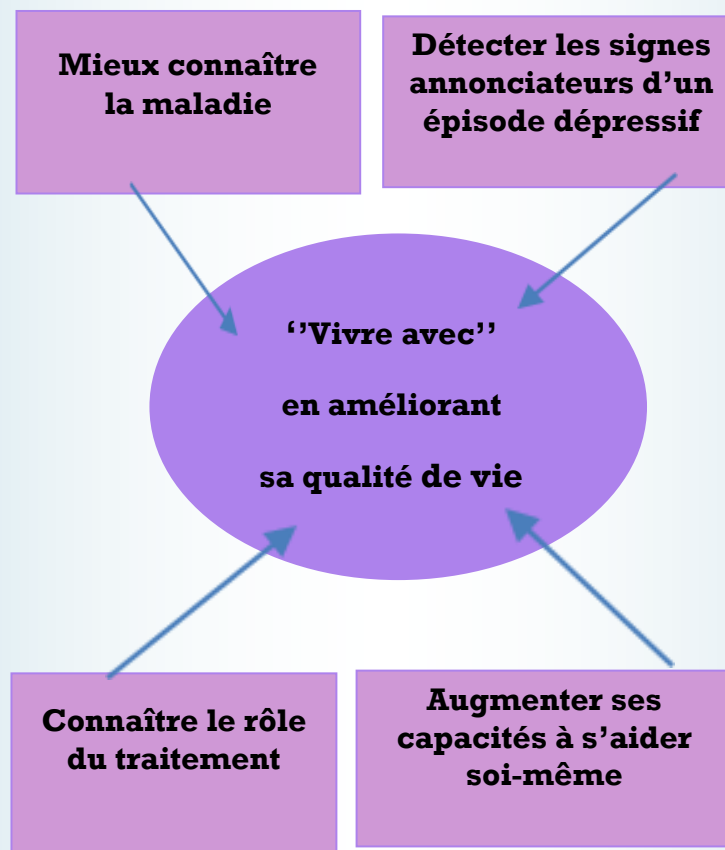 Mieux connaître
la maladie
Détecter les signes
annonciateurs d’un
épisode dépressif
‘’Vivre avec’’
en améliorant
sa qualité de vie
Connaître le rôle
du traitement
Augmenter ses
capacités à s’aider
soi-même